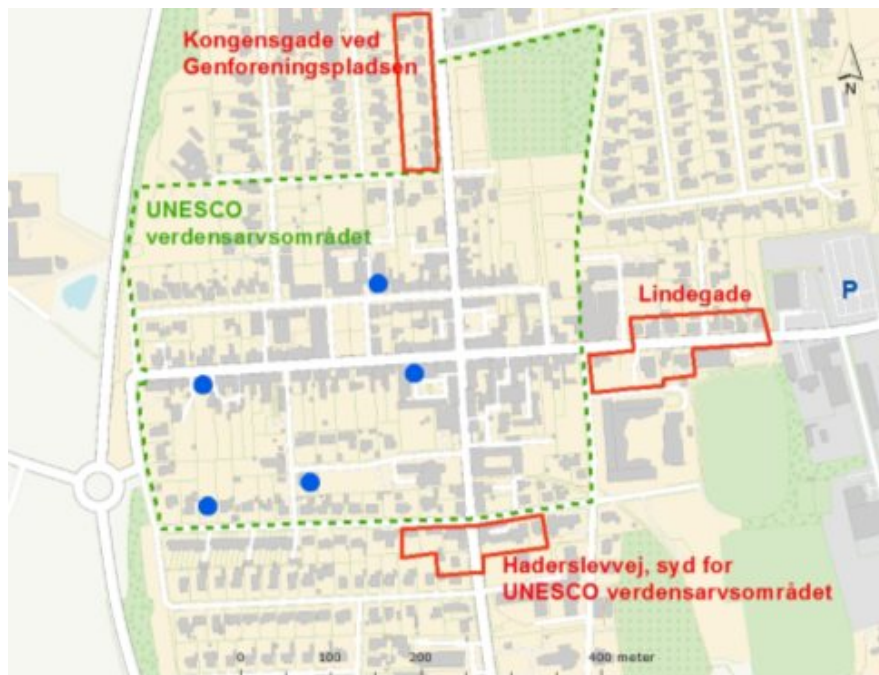 Kongensgade ved
Genforeningspladsen
N
UNESCO
verdensarvsområdet
Lindegade
P
Haderslevvej, syd for
UNESCO verdensarvsområdet
0 100 200 400 meter